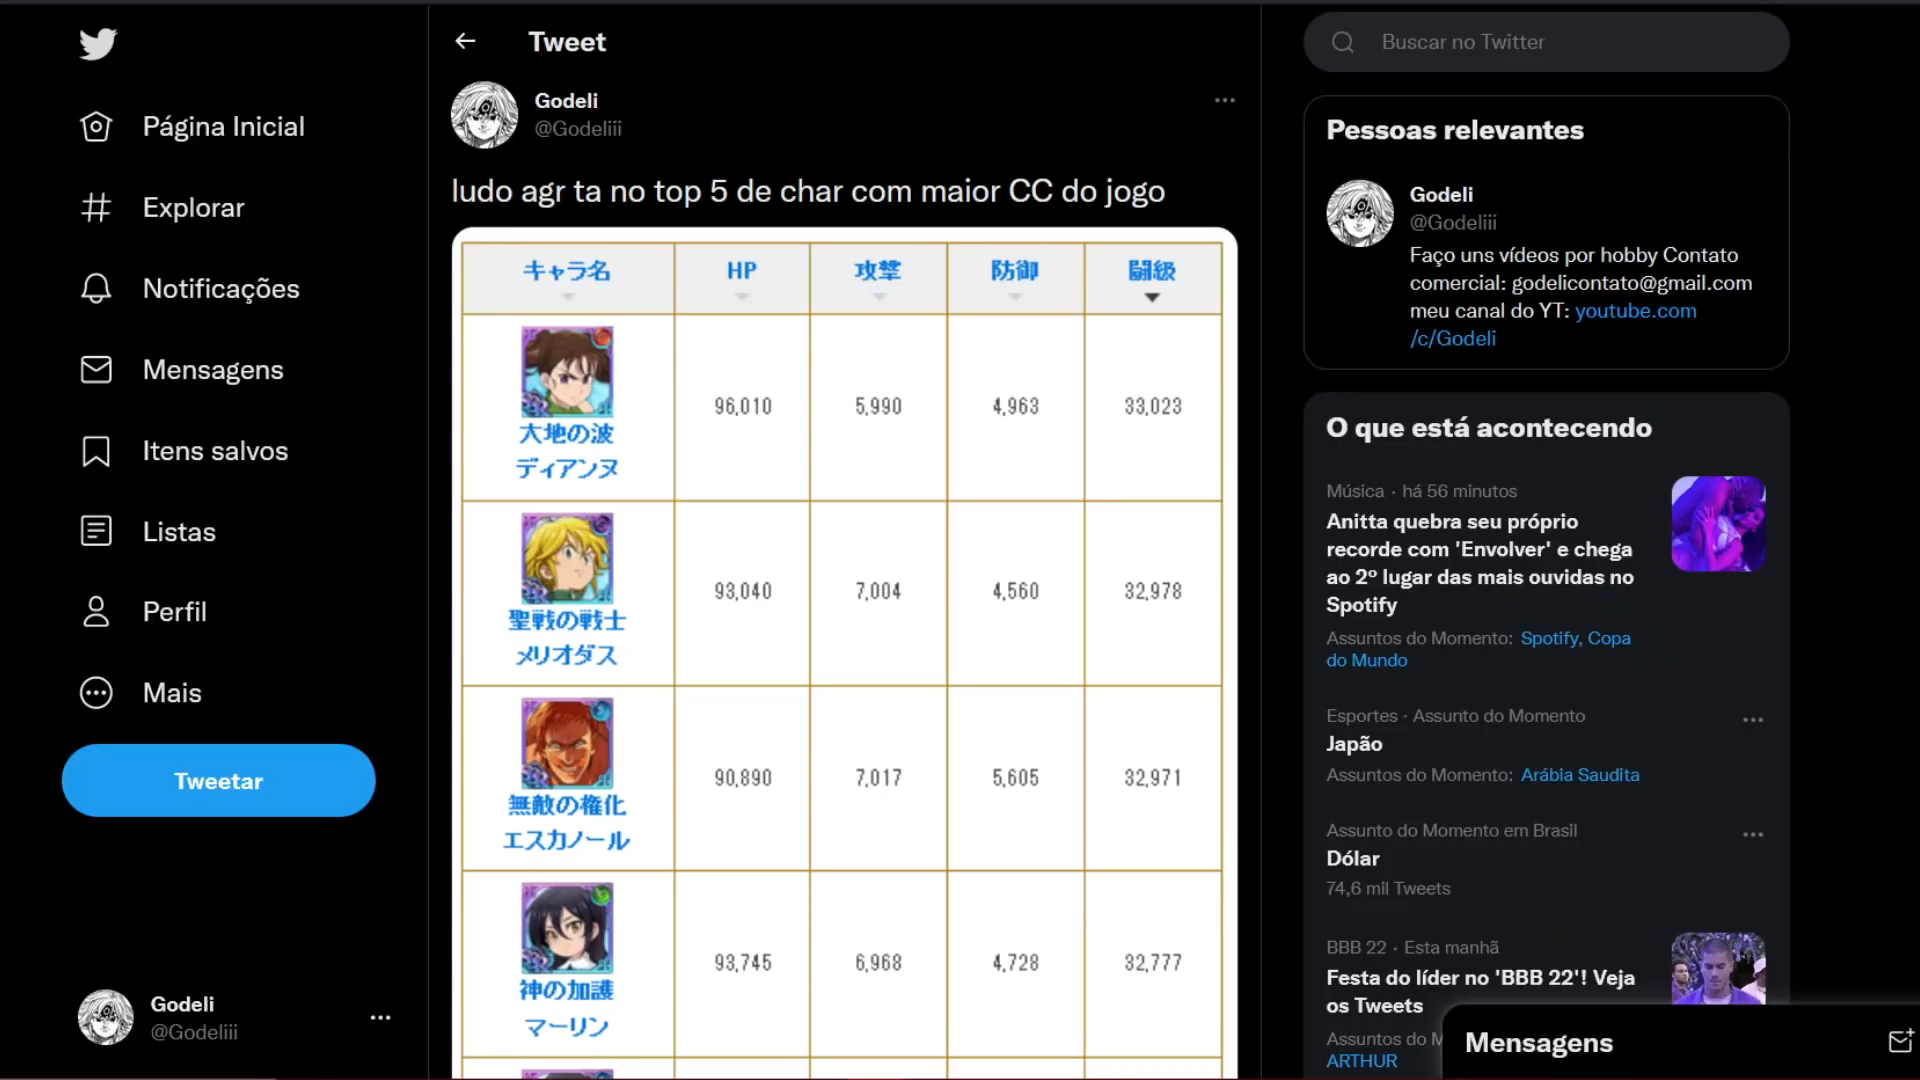 Página Inicial
Explorar
Notificações
Mensagens
Itens salvos
Listas
Perfil
Mais
Tweetar
Godeli
@Godeliii
Tweet
Godeli
@Godeliii
ludo agr ta no top 5 de char com maior CC do jogo
キャラ名 HP 攻撃 防御 闘級
大地の波
ディアンヌ
96,010 5,990 4,963 33,023
聖戦の戦士
メリオダス
93,040 7,004 4,560 32,978
無敵の権化
エスカノール
90,890 7,017 5,605 32,971
神の加護
マーリン
93,745 6,968 4,728 32,777
Buscar no Twitter
Pessoas relevantes
Godeli
@Godeliii
Faço uns vídeos por hobby Contato
comercial: godelicontato@gmail.com
meu canal do YT: youtube.com
/c/Godeli
O que está acontecendo
Música · há 56 minutos
Anitta quebra seu próprio
recorde com 'Envolver' e chega
ao 2º lugar das mais ouvidas no
Spotify
Assuntos do Momento: Spotify, Copa
do Mundo
Esportes · Assunto do Momento
Japão
Assuntos do Momento: Arábia Saudita
Assunto do Momento em Brasil
Dólar
74,6 mil Tweets
BBB 22 · Esta manhã
Festa do líder no 'BBB 22'! Veja
os Tweets
Assuntos do M
ARTHUR
Mensagens